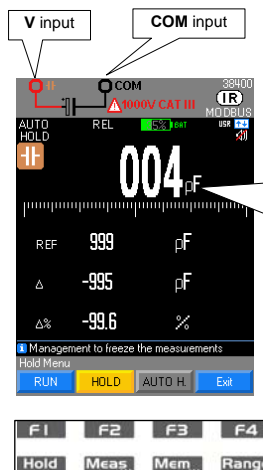 V input COM input
COM 38400
IR
1000V CAT III MODBUS
AUTO REL 5% BAT USR
HOLD
004 pF
REF 999 pF
Δ -995 pF
Δ% -99.6 %
Management to freeze the measurements
Hold Menu
RUN HOLD AUTO H. Exit
F1 F2 F3 F4
Hold Meas Mem Rang